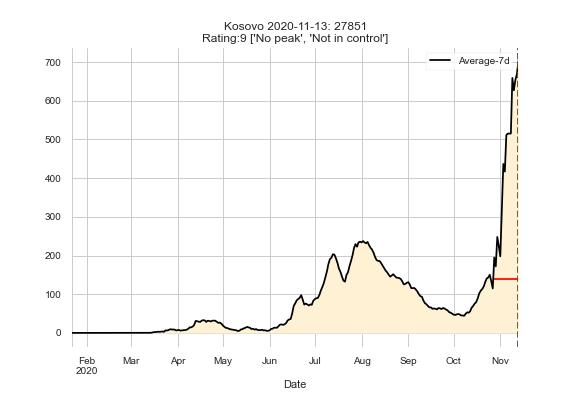 Kosovo 2020-11-13: 27851
Rating:9 ['No peak', 'Not in control']
Average-7d
700
600
500
400
300
200
100
0
Feb Mar Apr May Jun Jul Aug Sep Oct Nov
2020
Date